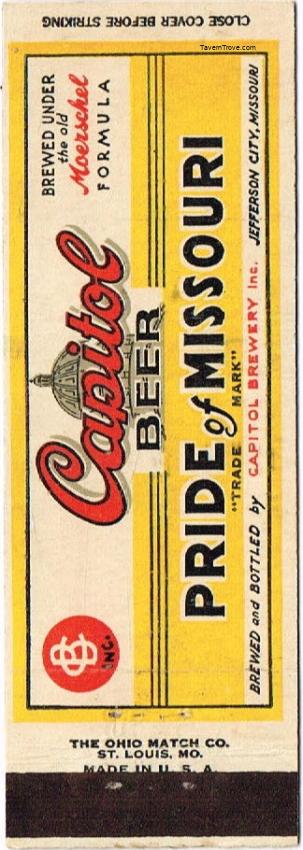 CLOSE COVER BEFORE STRIKING
TavernTrove.com
BREWED UNDER
the old
Moerschel
FORMULA
Capitol
BEER
CBC
INC.
PRIDE of MISSOURI
"TRADE MARK"
BREWED and BOTTLED by CAPITOL BREWERY Inc. JEFFERSON CITY, MISSOURI
THE OHIO MATCH CO.
ST. LOUIS, MO.
MADE IN U. S. A.